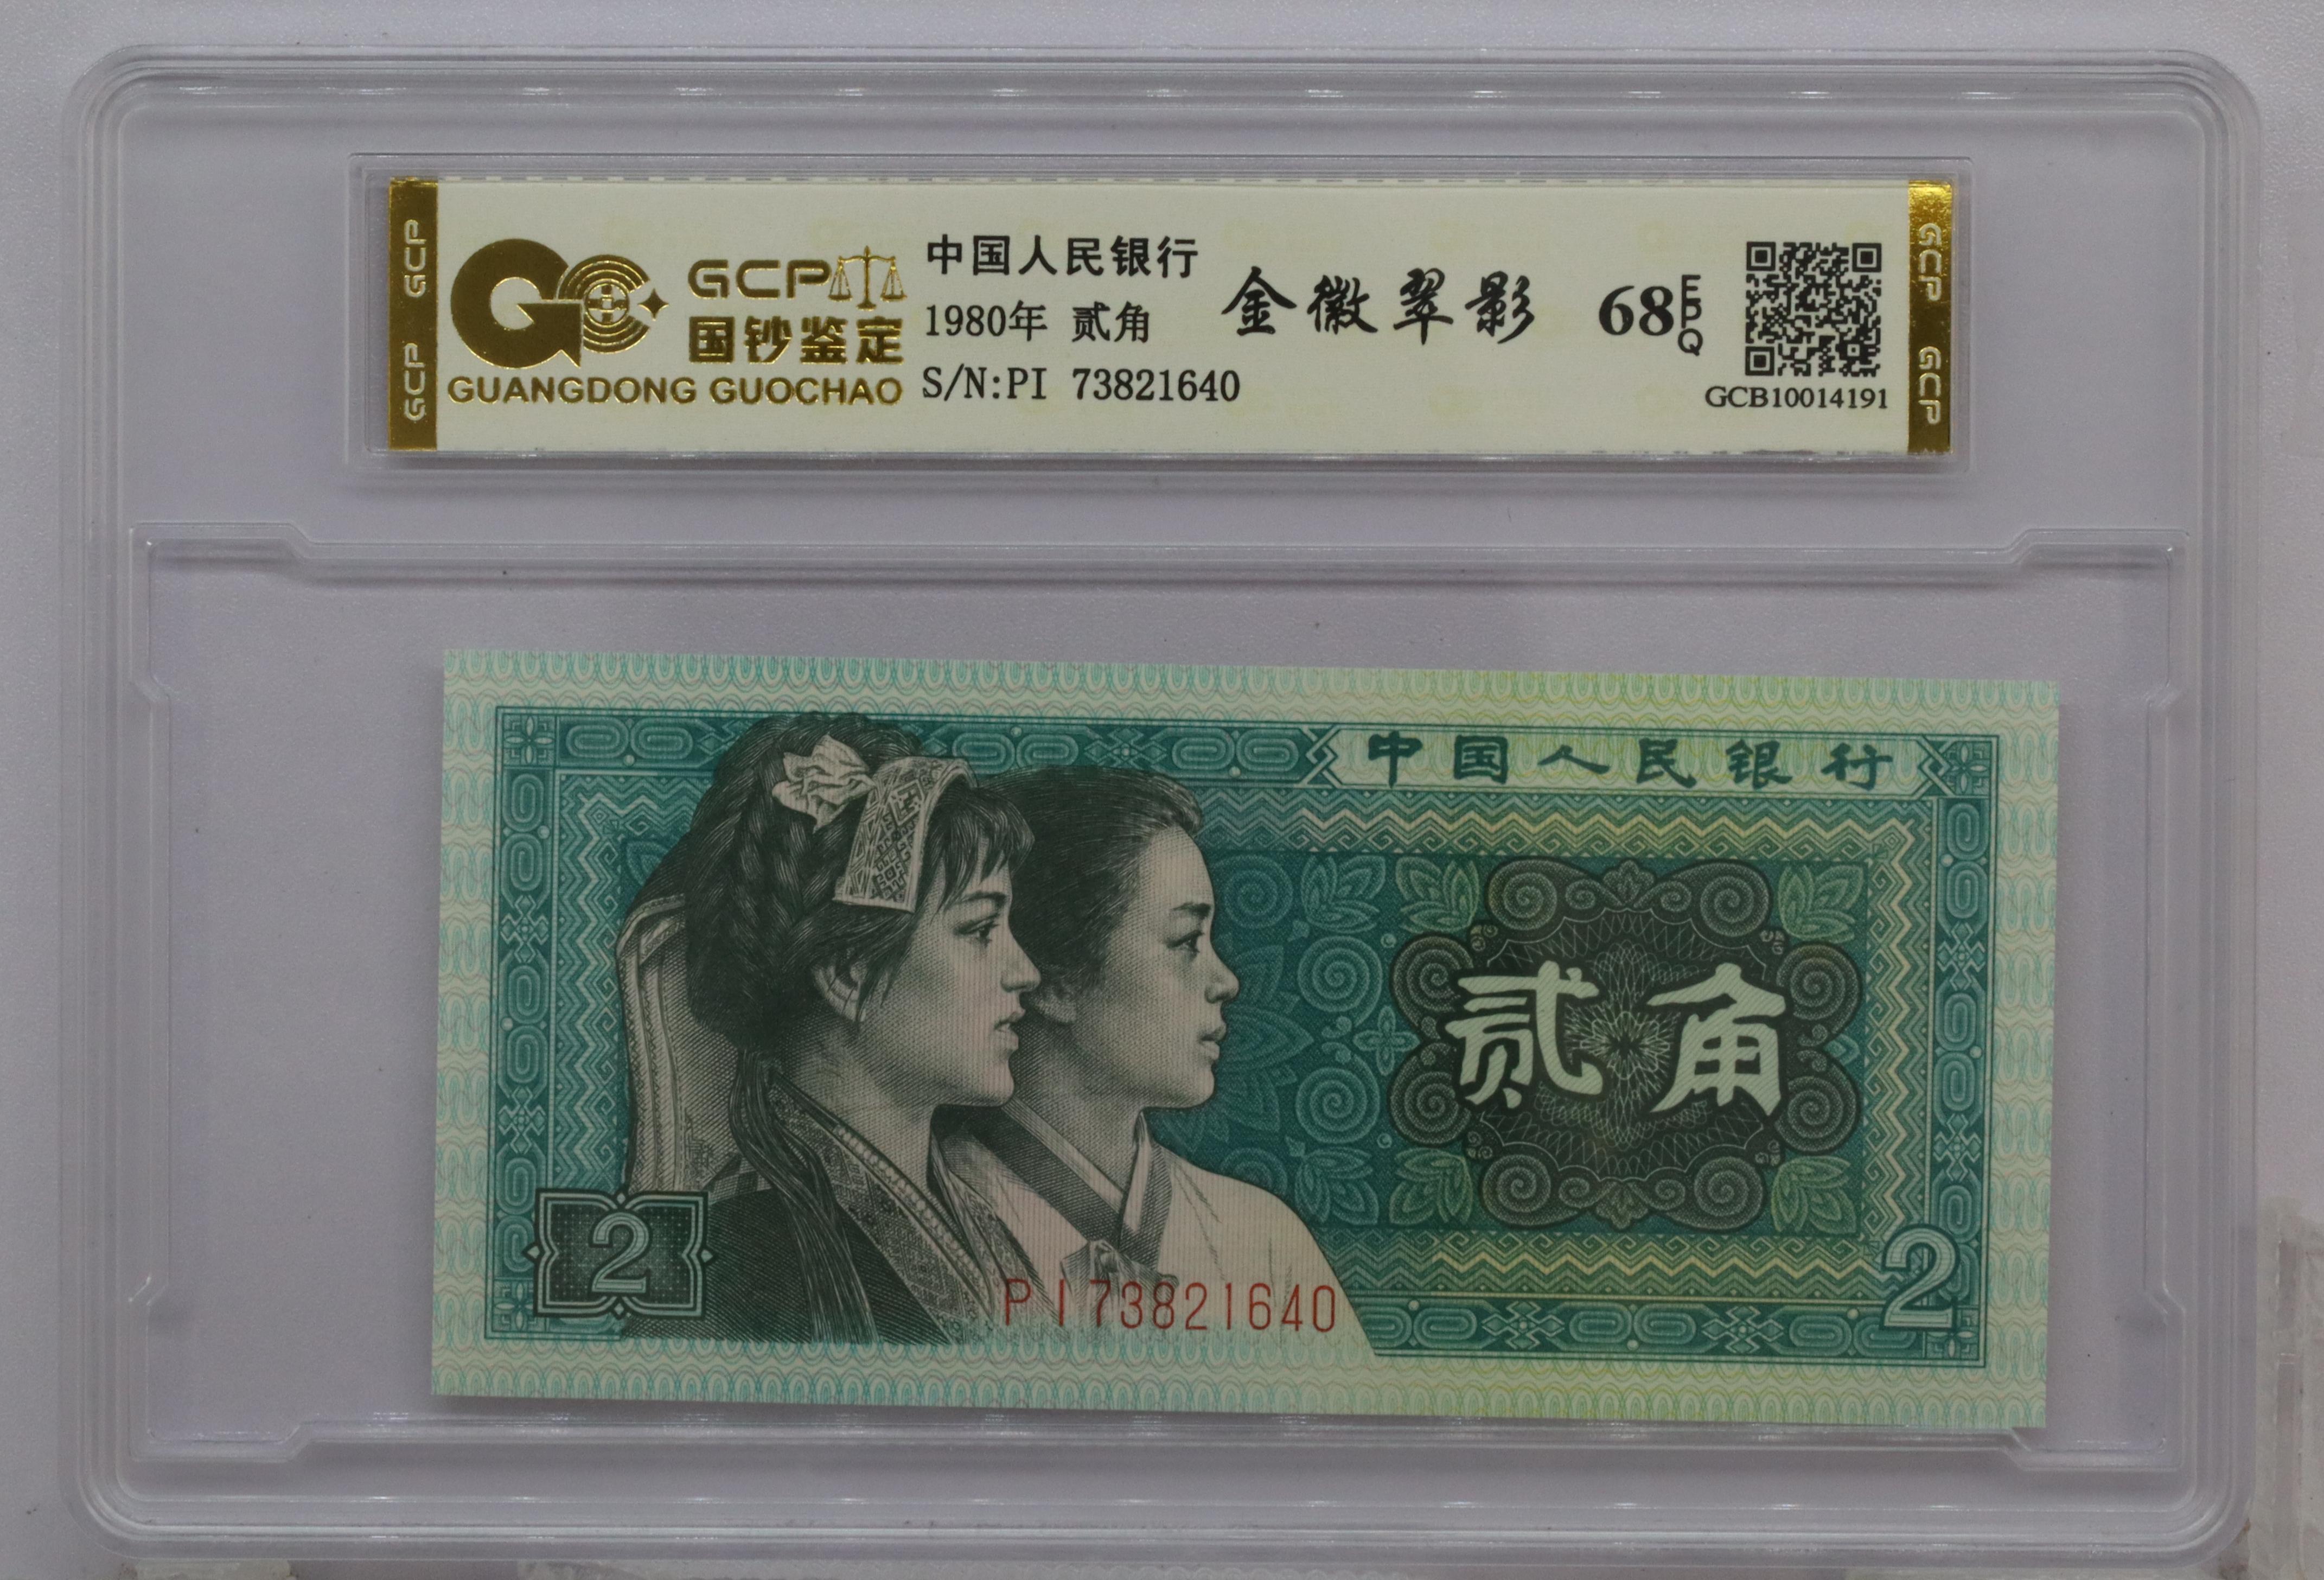 GCP GCP
GCP
国钞鉴定
GUANGDONG GUOCHAO
中国人民银行
1980年 贰角
S/N:PI 73821640
金徽翠影
68 EPQ
GCB10014191
GCP GCP
中国人民银行
贰角
2
PI73821640
2